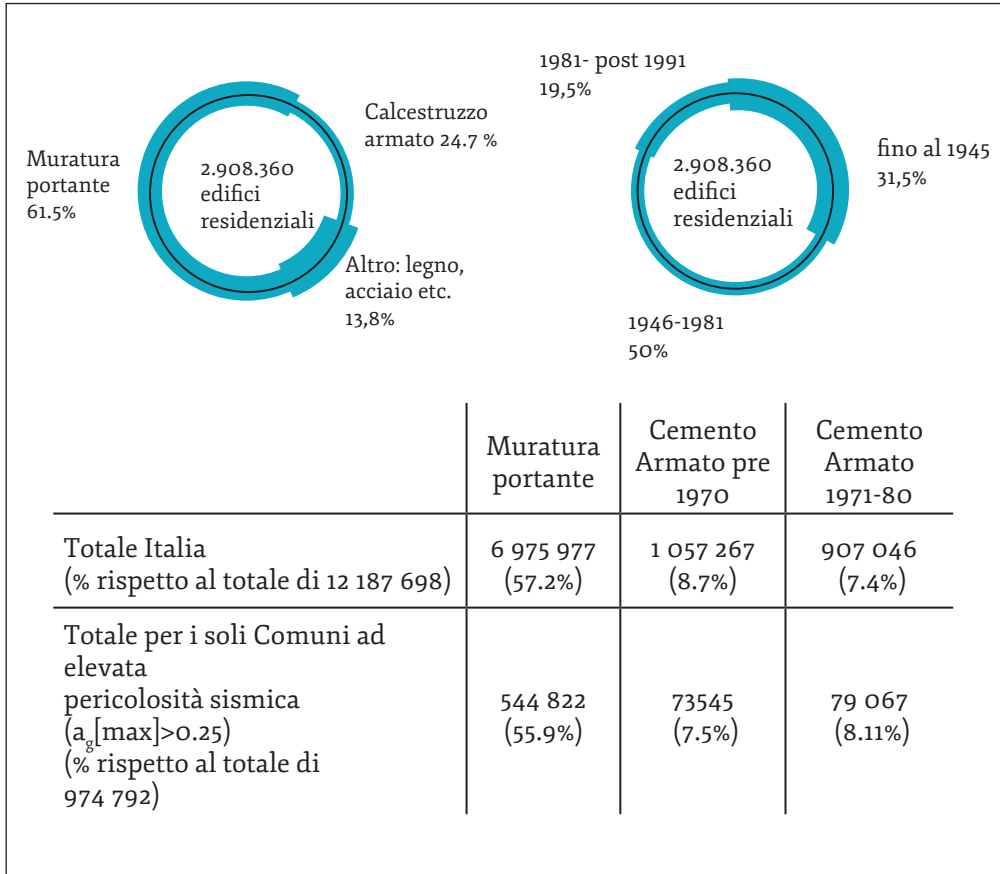 Muratura
portante
61.5%
2.908.360
edifici
residenziali
Calcestruzzo
armato 24.7 %
Altro: legno,
acciaio etc.
13,8%
1981- post 1991
19,5%
2.908.360
edifici
residenziali
fino al 1945
31,5%
1946-1981
50%
Muratura
portante
Cemento
Armato pre
1970
Cemento
Armato
1971-80
Totale Italia
(% rispetto al totale di 12 187 698)
6 975 977
(57.2%)
1 057 267
(8.7%)
907 046
(7.4%)
Totale per i soli Comuni ad
elevata
pericolosità sismica
(ag[max]>0.25)
(% rispetto al totale di
974 792)
544 822
(55.9%)
73545
(7.5%)
79 067
(8.11%)